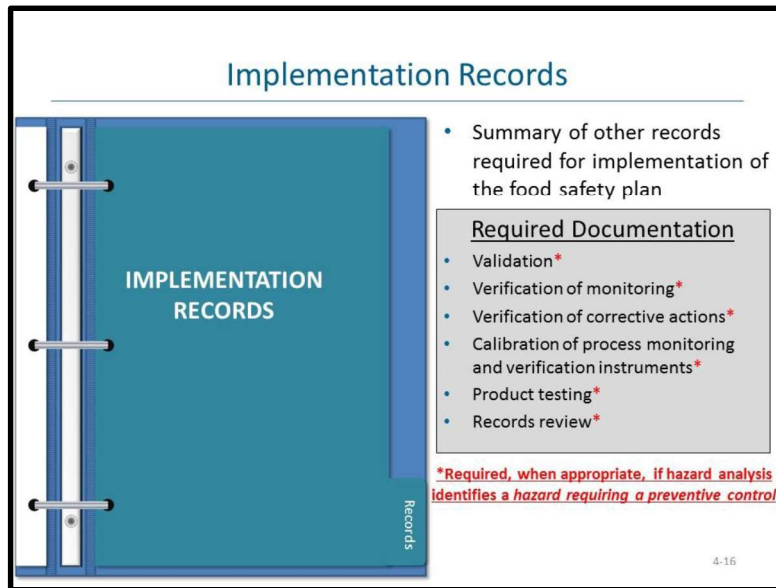 Implementation Records
IMPLEMENTATION
RECORDS
Records
• Summary of other records
required for implementation of
the food safety plan
Required Documentation
• Validation*
• Verification of monitoring*
• Verification of corrective actions*
• Calibration of process monitoring
and verification instruments*
• Product testing*
• Records review*
*Required, when appropriate, if hazard analysis
identifies a hazard requiring a preventive control
4-16